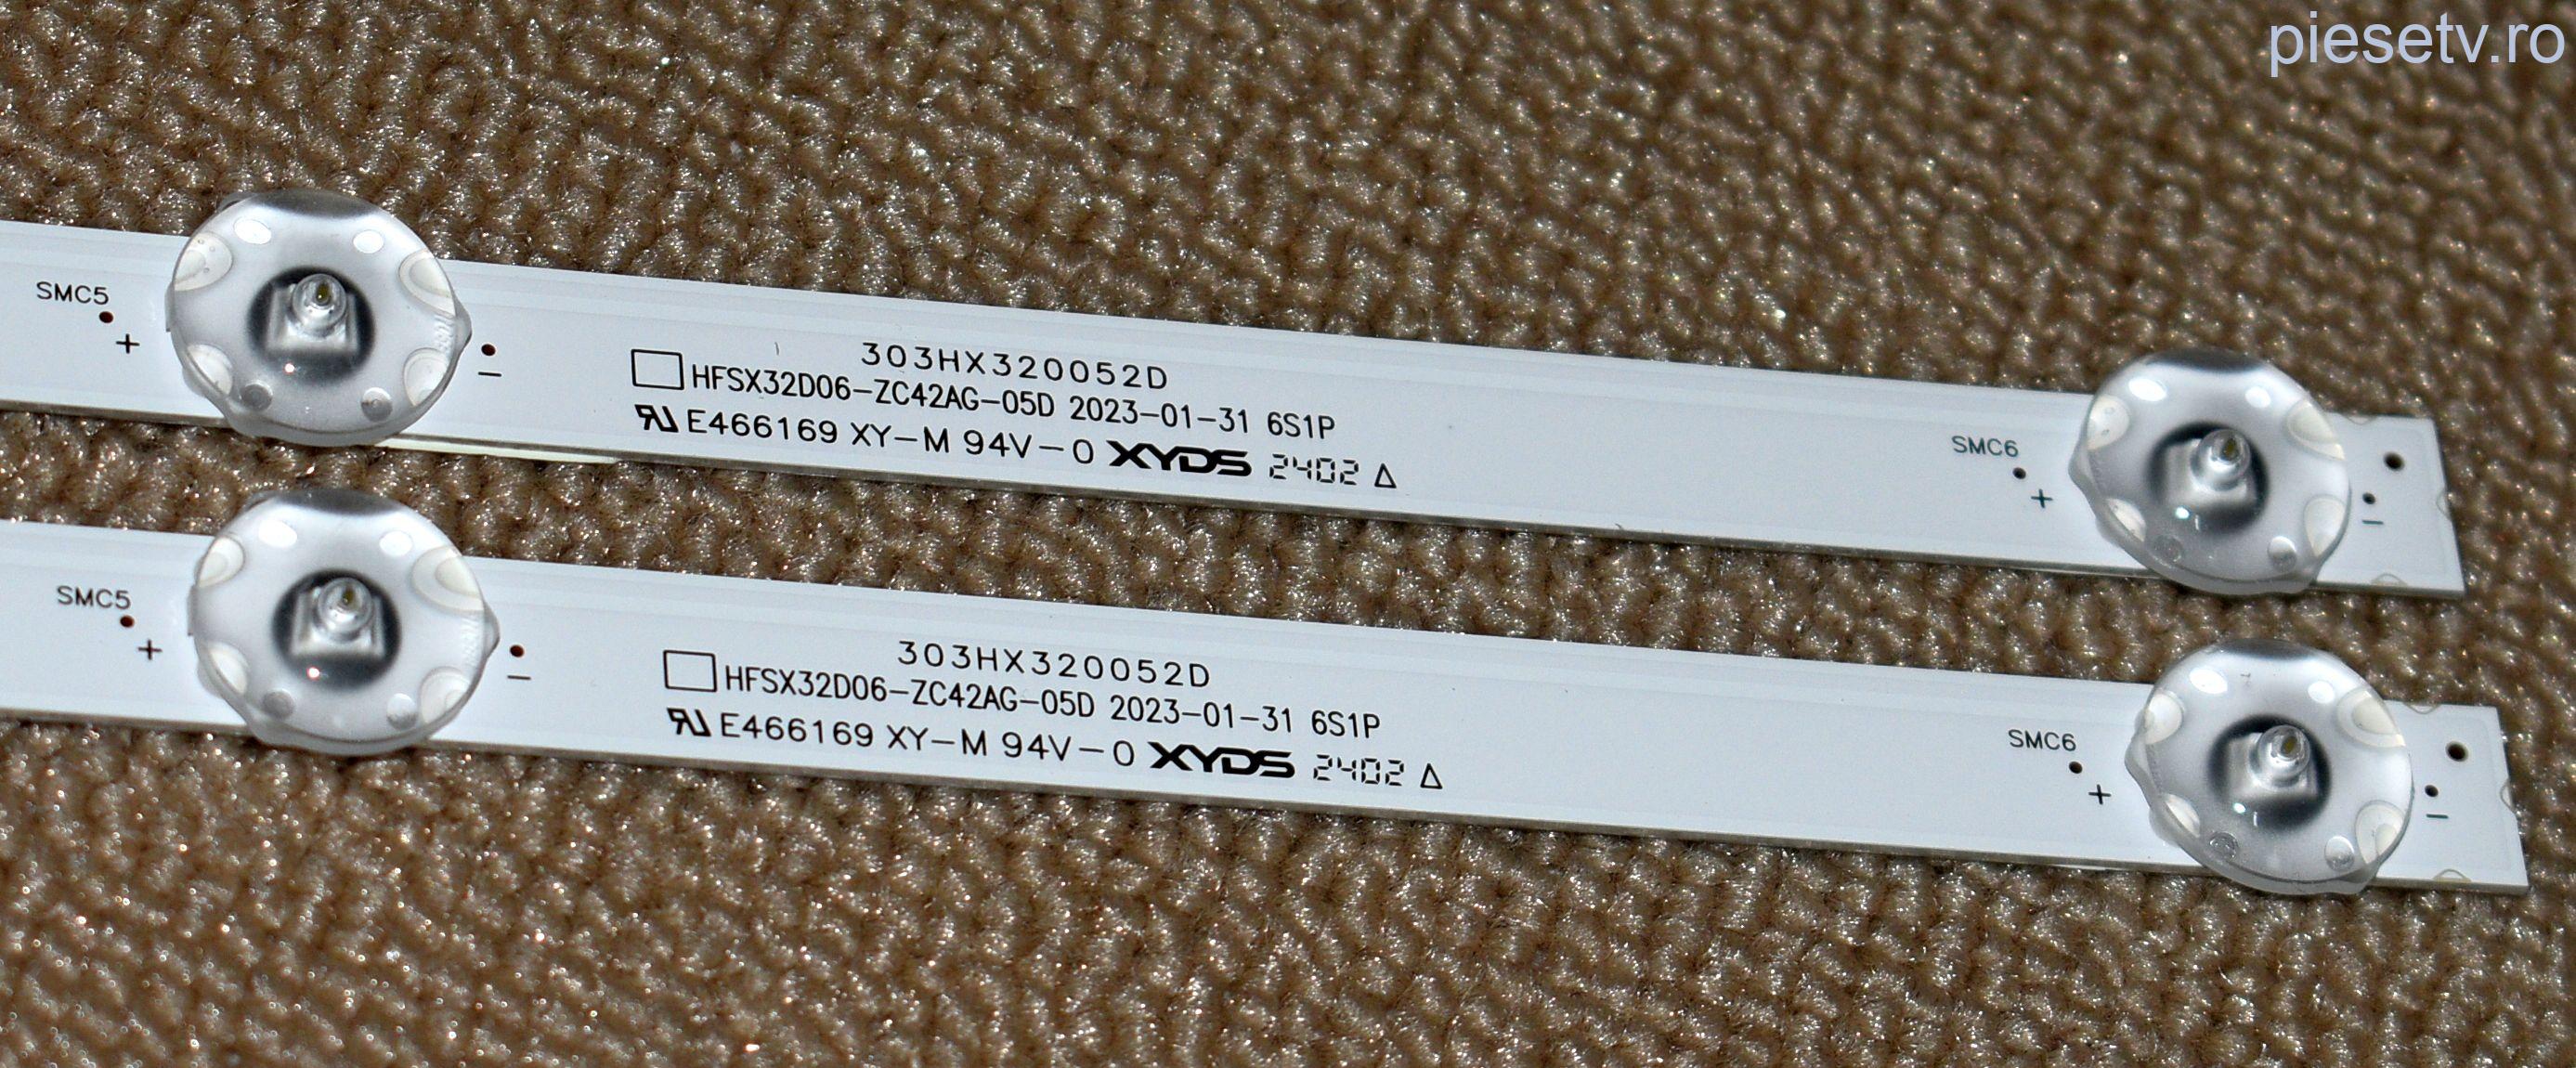 piesetv.ro
SMC5
+
−
303HX320052D
HFSX32D06-ZC42AG-05D 2023-01-31 6S1P
E466169 XY-M 94V-0 XYDS 2402 Δ
SMC6
+
−
SMC5
+
−
303HX320052D
HFSX32D06-ZC42AG-05D 2023-01-31 6S1P
E466169 XY-M 94V-0 XYDS 2402 Δ
SMC6
+
−